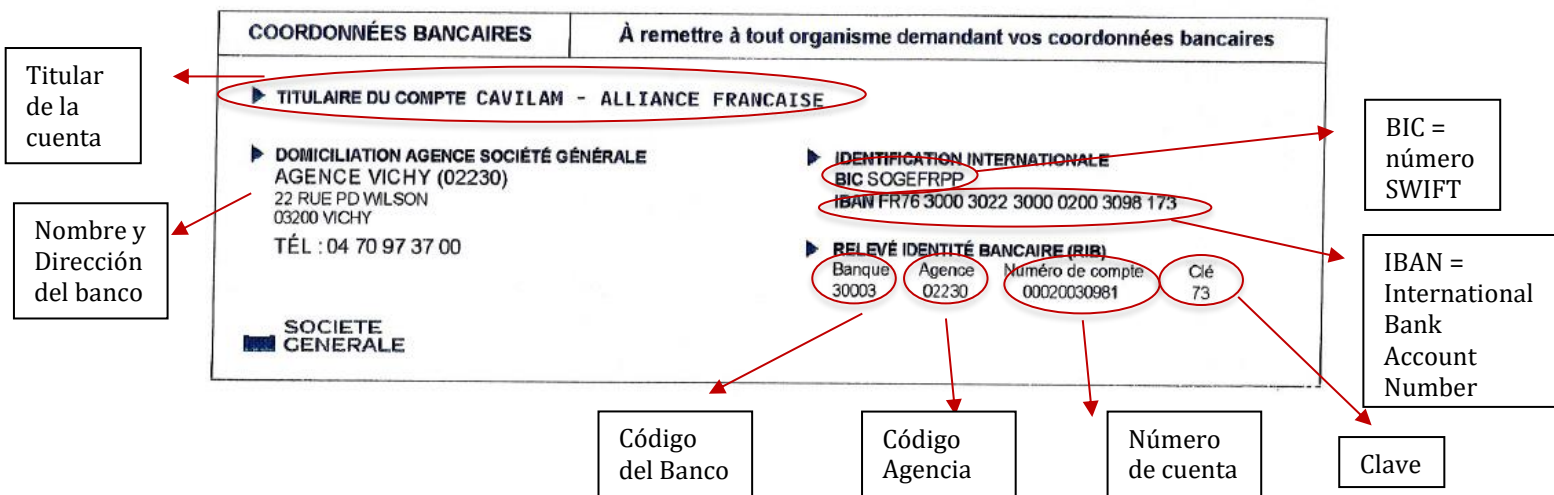 COORDONNÉES BANCAIRES
À remettre à tout organisme demandant vos coordonnées bancaires
Titular
de la
cuenta
TITULAIRE DU COMPTE CAVILAM - ALLIANCE FRANCAISE
DOMICILIATION AGENCE SOCIÉTÉ GÉNÉRALE
AGENCE VICHY (02230)
22 RUE PD WILSON
03200 VICHY
TÉL : 04 70 97 37 00
Nombre y
Dirección
del banco
SOCIETE
GENERALE
IDENTIFICATION INTERNATIONALE
BIC SOGEFRPP
IBAN FR76 3000 3022 3000 0200 3098 173
RELEVÉ IDENTITÉ BANCAIRE (RIB)
Banque Agence Numéro de compte Clé
30003 02230 00020030981 73
BIC =
número
SWIFT
IBAN =
International
Bank
Account
Number
Código
del Banco
Código
Agencia
Número
de cuenta
Clave